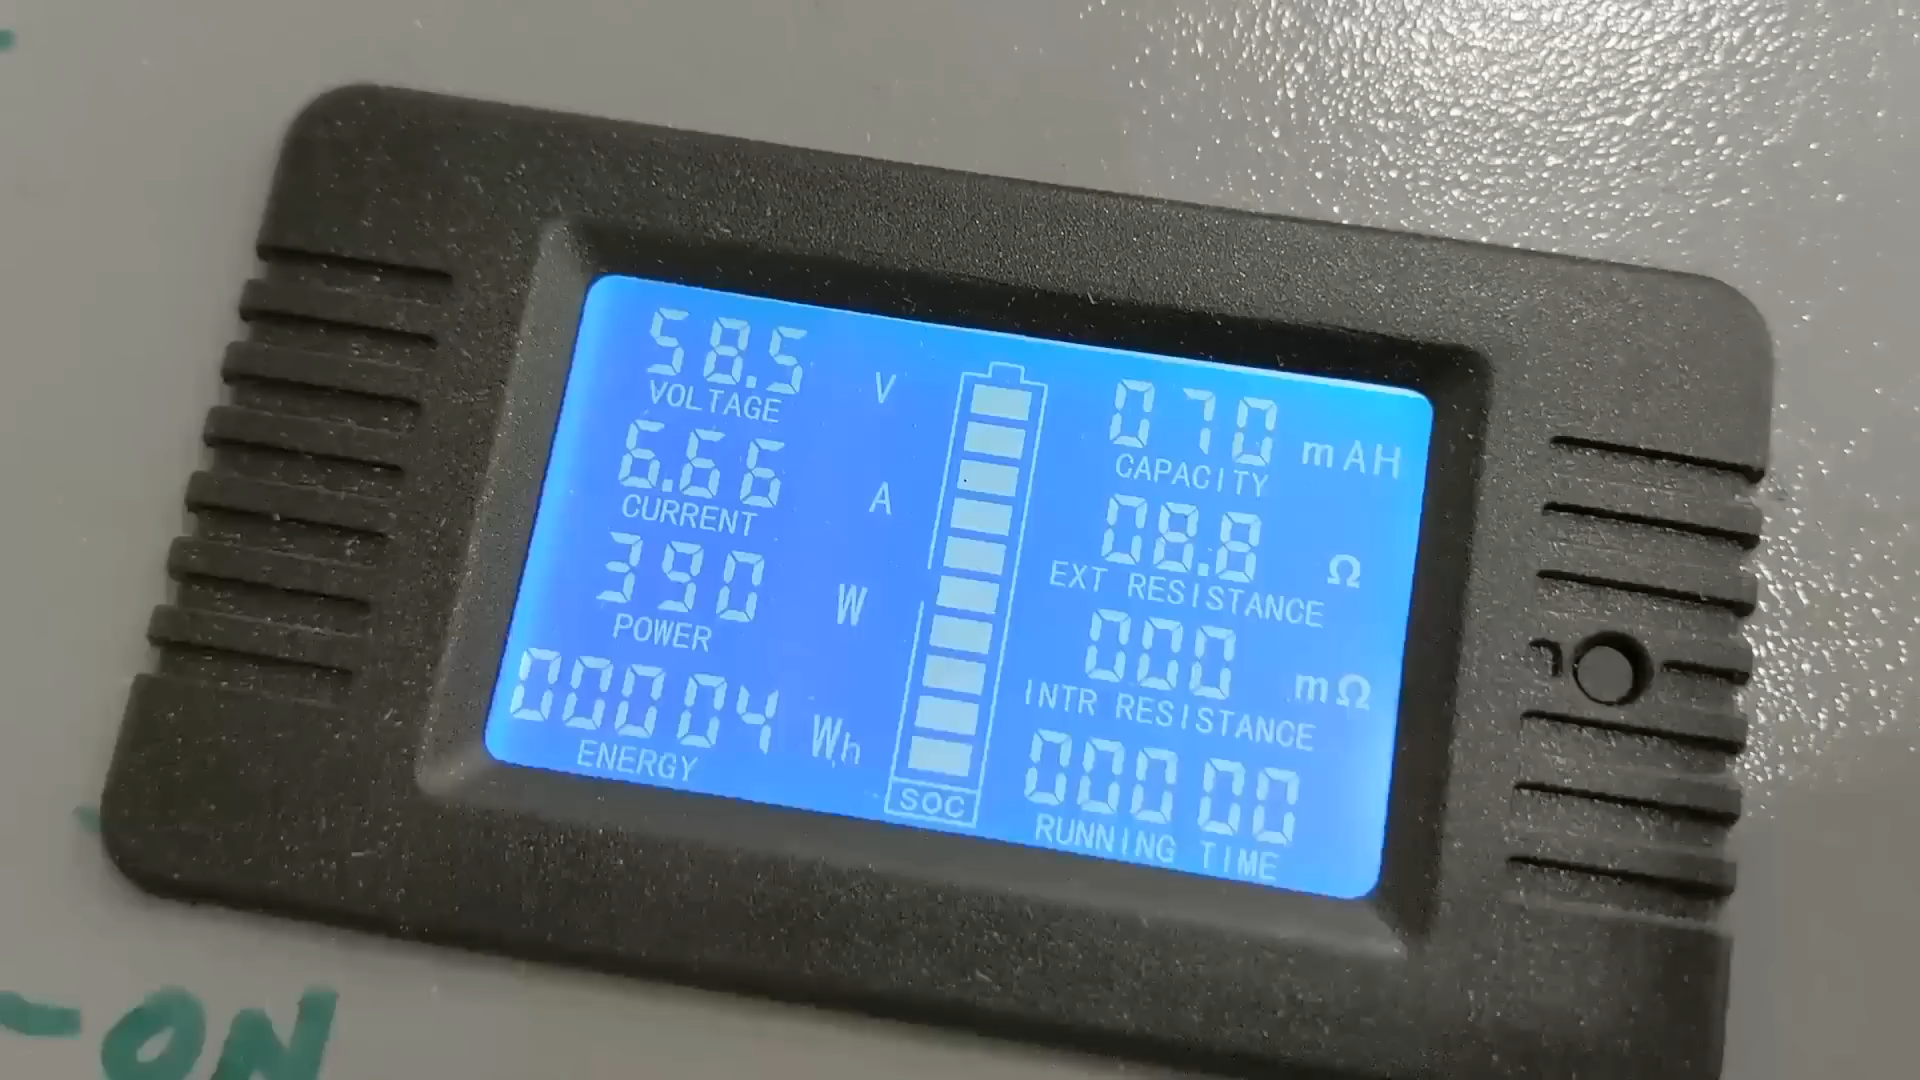 58.5 V
VOLTAGE
6.66 A
CURRENT
390 W
POWER
00004 Wh
ENERGY
SOC
070 mAH
CAPACITY
08.8 Ω
EXT RESISTANCE
000 mΩ
INTR RESISTANCE
00000
RUNNING TIME
-ON